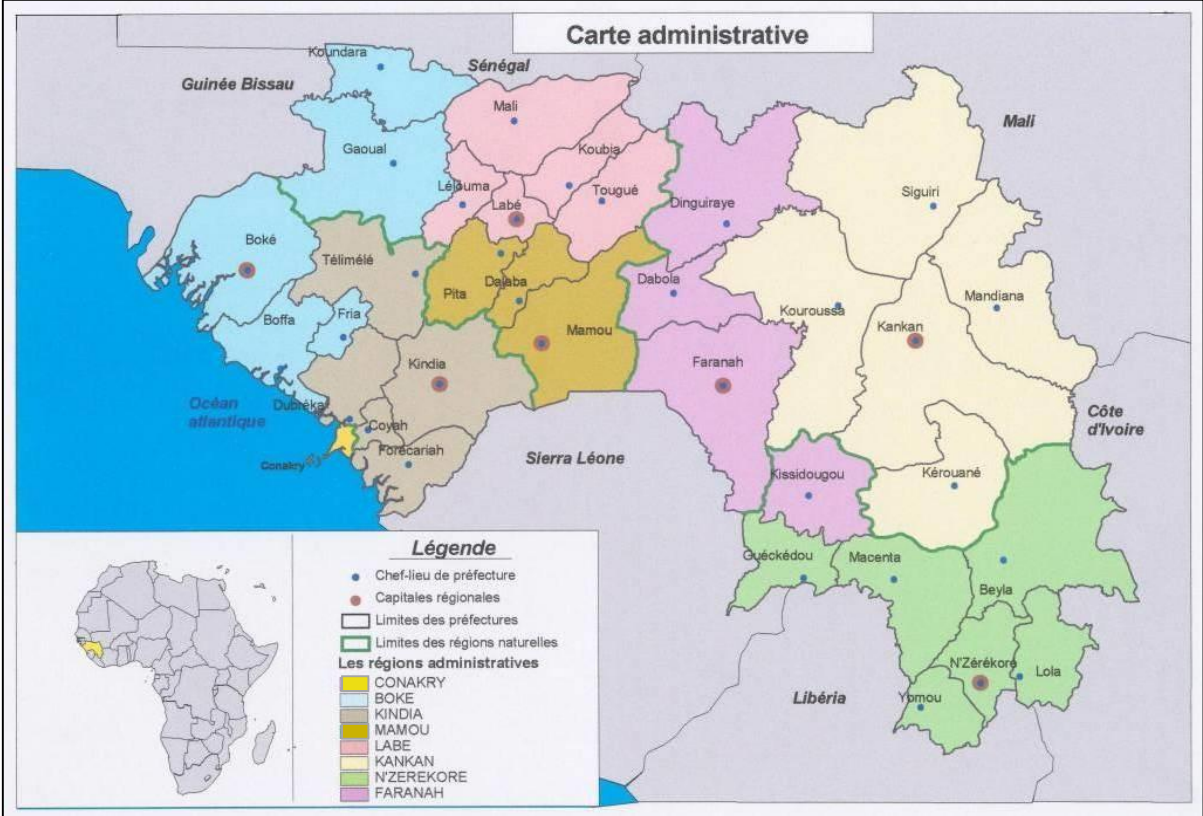 Carte administrative
Koundara
Sénégal
Guinée Bissau
Mali
Mali
Gaoual
Koubia
Lélouma
Tougué
Siguiri
Labé
Dinguiraye
Boké
Télimélé
Dalaba
Dabola
Pita
Mandiana
Boffa
Fria
Kouroussa
Mamou
Kankan
Kindia
Faranah
Océan
atlantique
Dubréka
Côte
d'Ivoire
Coyah
Forécariah
Conakry
Sierra Léone
Kissidougou
Kérouané
Guéckédou
Macenta
Beyla
N'Zérékoré
Lola
Yomou
Libéria
Légende
Chef-lieu de préfecture
Capitales régionales
Limites des préfectures
Limites des régions naturelles
Les régions administratives
CONAKRY
BOKE
KINDIA
MAMOU
LABE
KANKAN
N'ZEREKORE
FARANAH